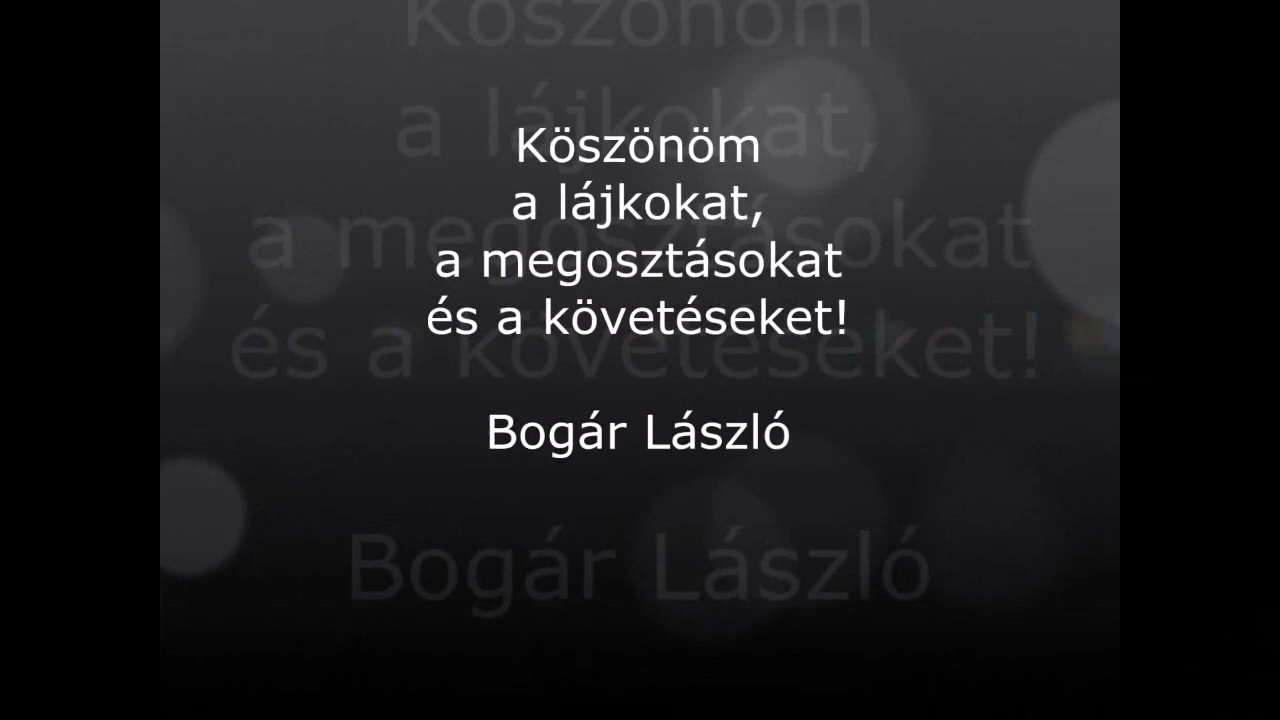 Köszönöm
a lájkokat,
a megosztásokat
és a követéseket!
Bogár László